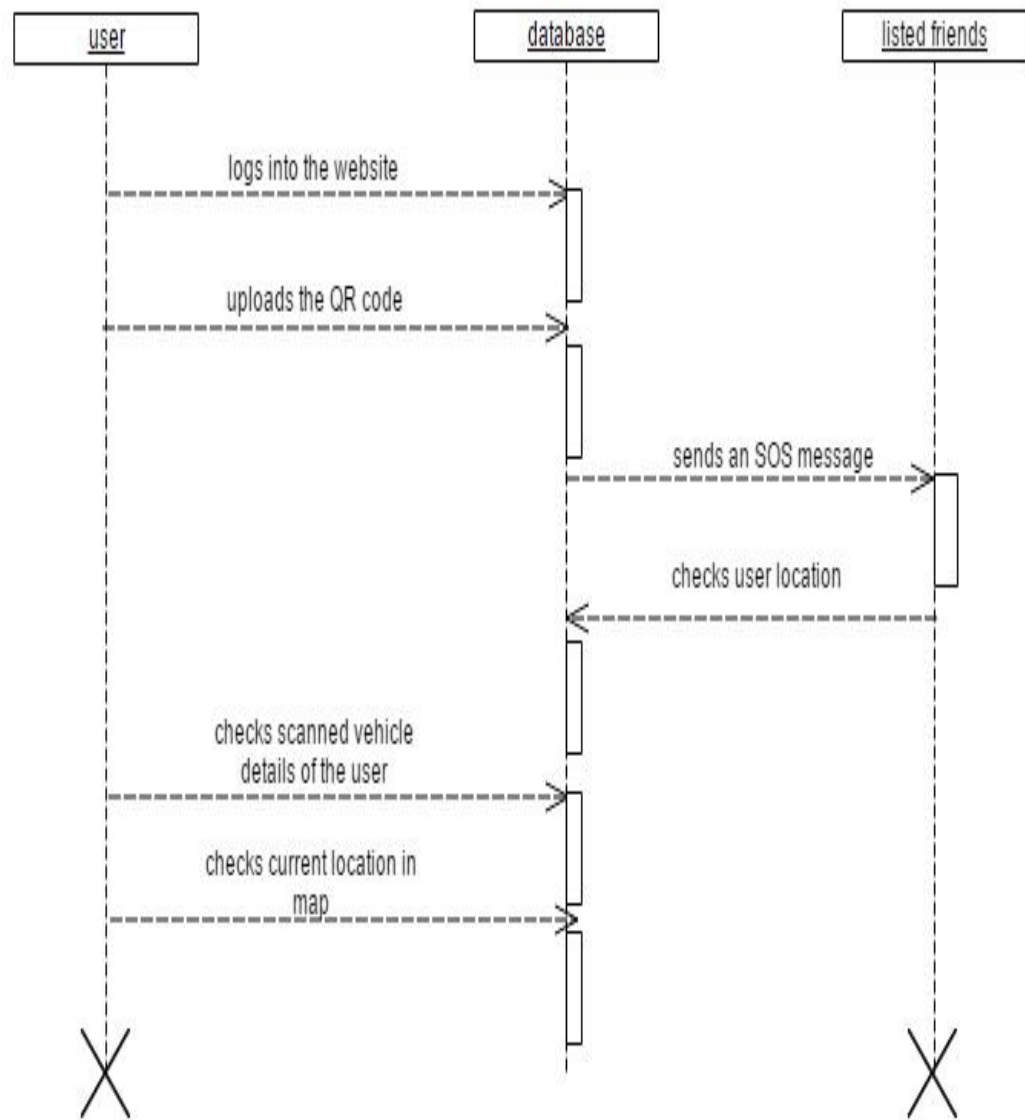 user
database
listed friends
logs into the website
uploads the QR code
sends an SOS message
checks user location
checks scanned vehicle
details of the user
checks current location in
map